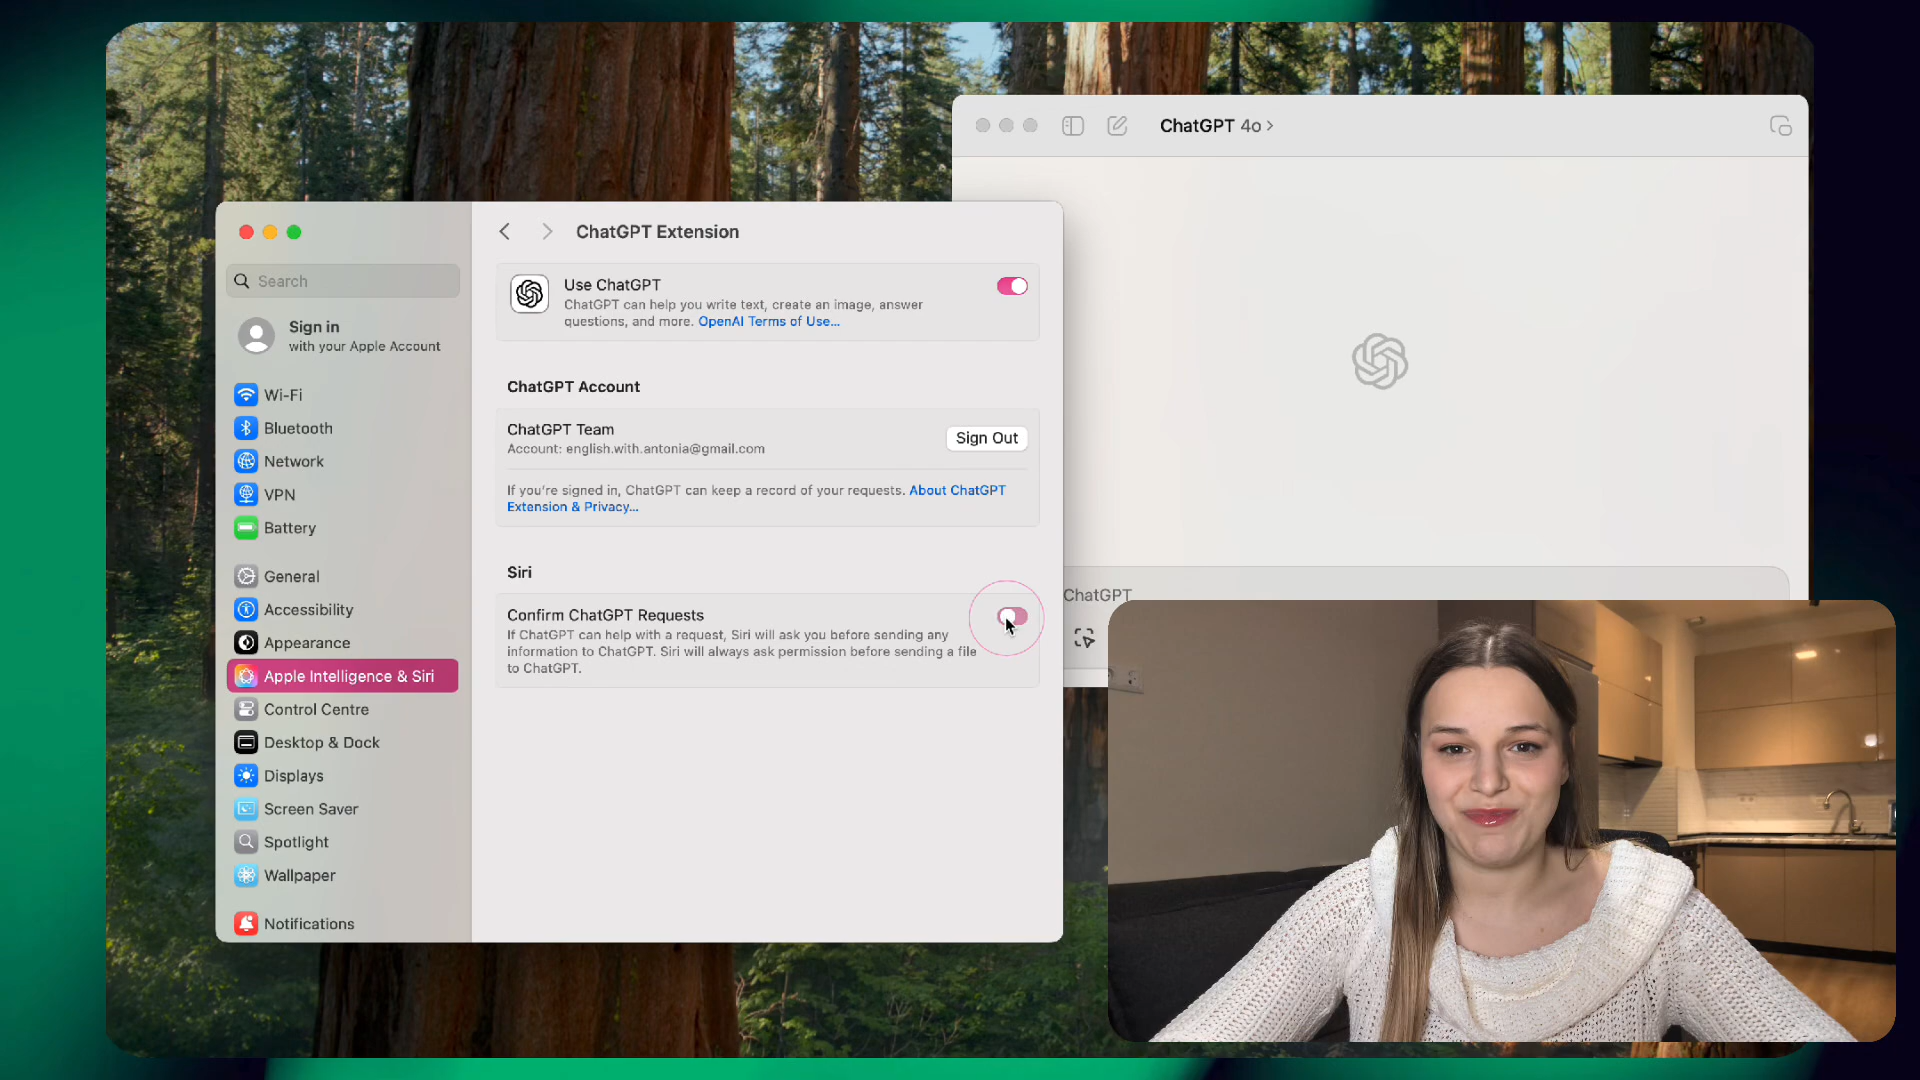 ChatGPT 4o >
ChatGPT Extension
Search
Sign in
with your Apple Account
Wi-Fi
Bluetooth
Network
VPN
Battery
General
Accessibility
Appearance
Apple Intelligence & Siri
Control Centre
Desktop & Dock
Displays
Screen Saver
Spotlight
Wallpaper
Notifications
Use ChatGPT
ChatGPT can help you write text, create an image, answer
questions, and more. OpenAI Terms of Use...
ChatGPT Account
ChatGPT Team
Account: english.with.antonia@gmail.com
Sign Out
If you're signed in, ChatGPT can keep a record of your requests. About ChatGPT
Extension & Privacy...
Siri
Confirm ChatGPT Requests
If ChatGPT can help with a request, Siri will ask you before sending any
information to ChatGPT. Siri will always ask permission before sending a file
to ChatGPT.
ChatGPT